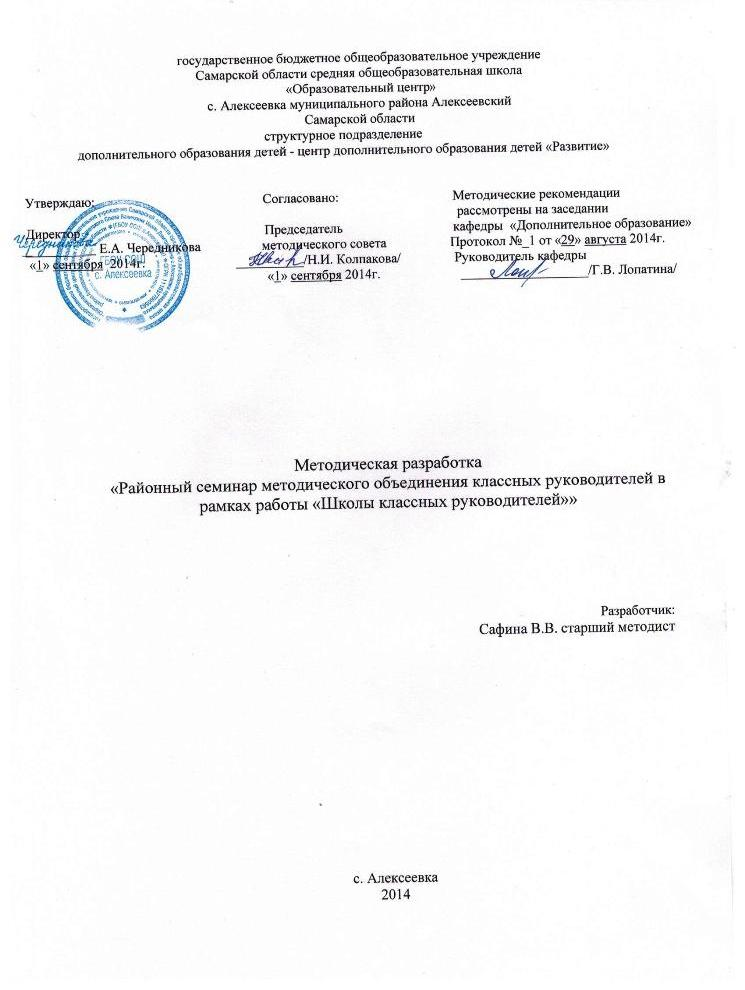 государственное бюджетное общеобразовательное учреждение
Самарской области средняя общеобразовательная школа
«Образовательный центр»
с. Алексеевка муниципального района Алексеевский
Самарской области
структурное подразделение
дополнительного образования детей - центр дополнительного образования детей «Развитие»
Утверждаю:
Директор
Чередникова
Е.А. Чередникова
«1» сентября 2014г.
ГБОУ СОШ
с. Алексеевка
Согласовано:
Председатель
методического совета
/Н.И. Колпакова/
«1» сентября 2014г.
Методические рекомендации
рассмотрены на заседании
кафедры «Дополнительное образование»
Протокол №_1 от «29» августа 2014г.
Руководитель кафедры
/Г.В. Лопатина/
Методическая разработка
«Районный семинар методического объединения классных руководителей в
рамках работы «Школы классных руководителей»»
Разработчик:
Сафина В.В. старший методист
с. Алексеевка
2014